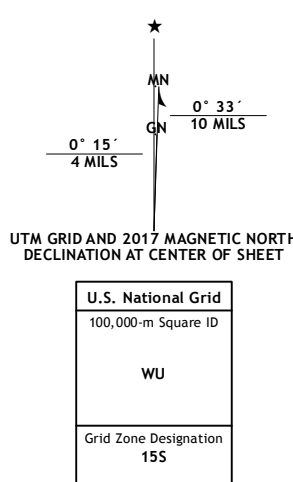 ★
MN
0° 33´
10 MILS
GN
0° 15´
4 MILS
UTM GRID AND 2017 MAGNETIC NORTH
DECLINATION AT CENTER OF SHEET
U.S. National Grid
100,000-m Square ID
WU
Grid Zone Designation
15S